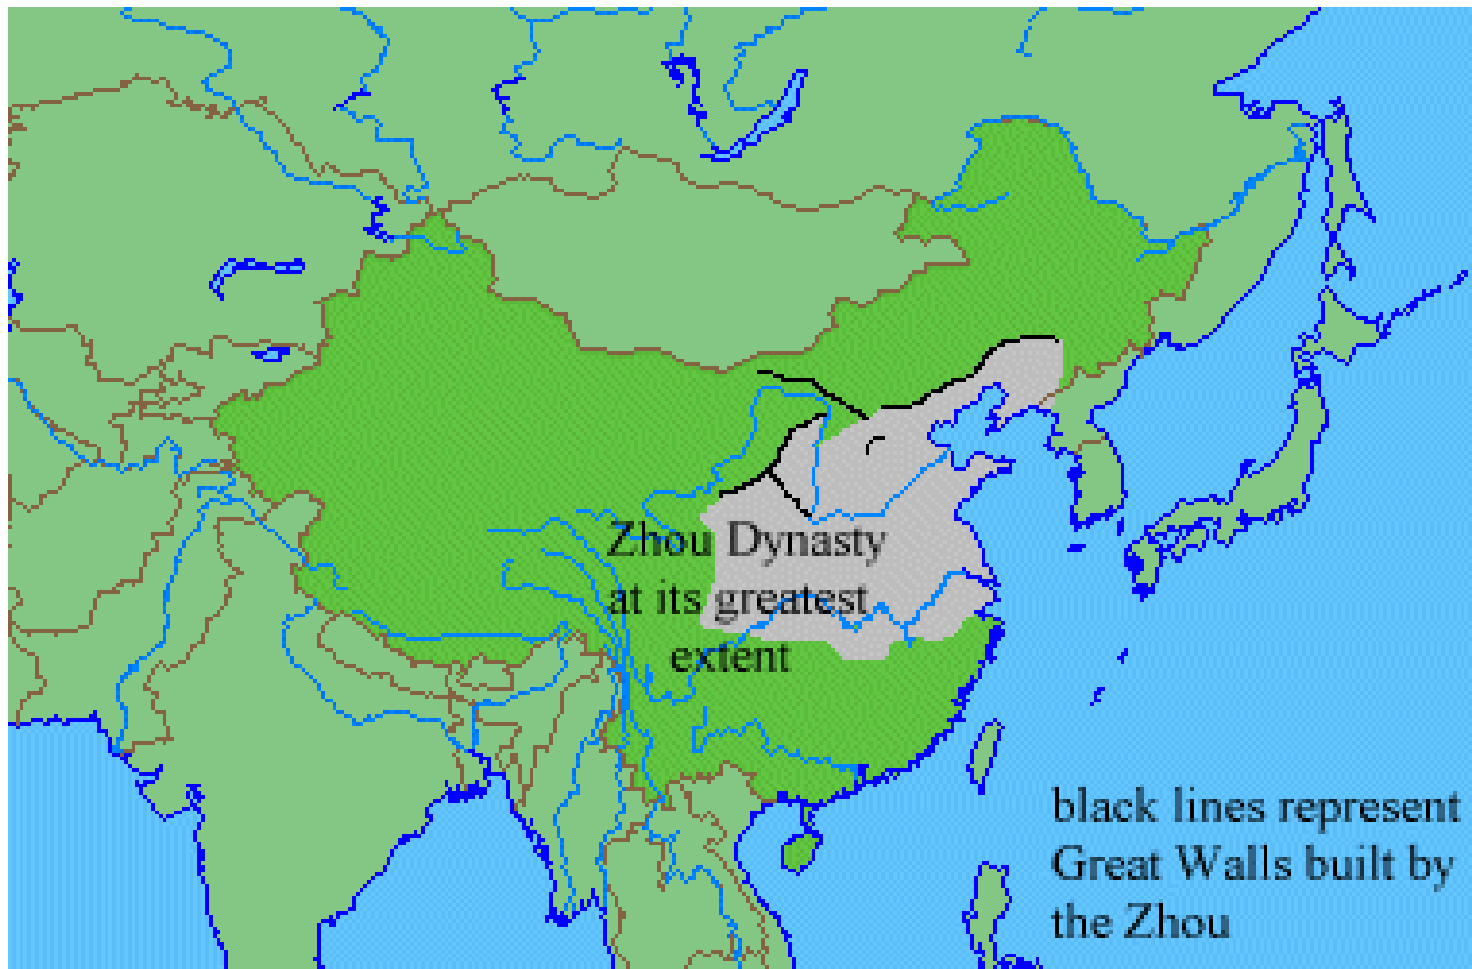 Zhou Dynasty
at its greatest
extent
black lines represent
Great Walls built by
the Zhou